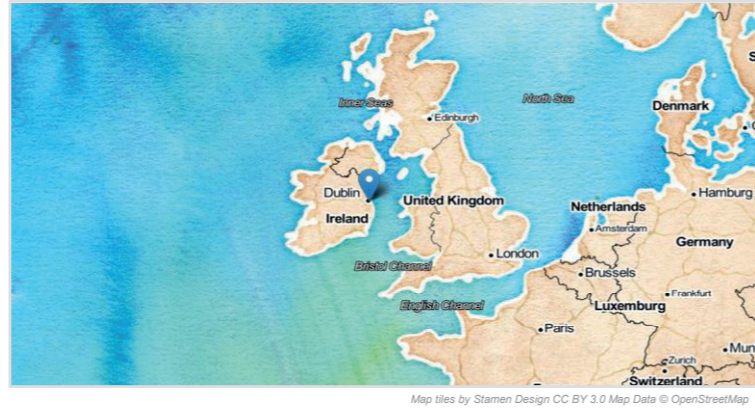 Inner Seas
North Sea
Denmark
Edinburgh
Dublin
Ireland
United Kingdom
Hamburg
Netherlands
Amsterdam
Germany
London
Bristol Channel
Brussels
English Channel
Luxemburg
Frankfurt
Paris
Zurich
Switzerland
Map tiles by Stamen Design CC BY 3.0 Map Data © OpenStreetMap